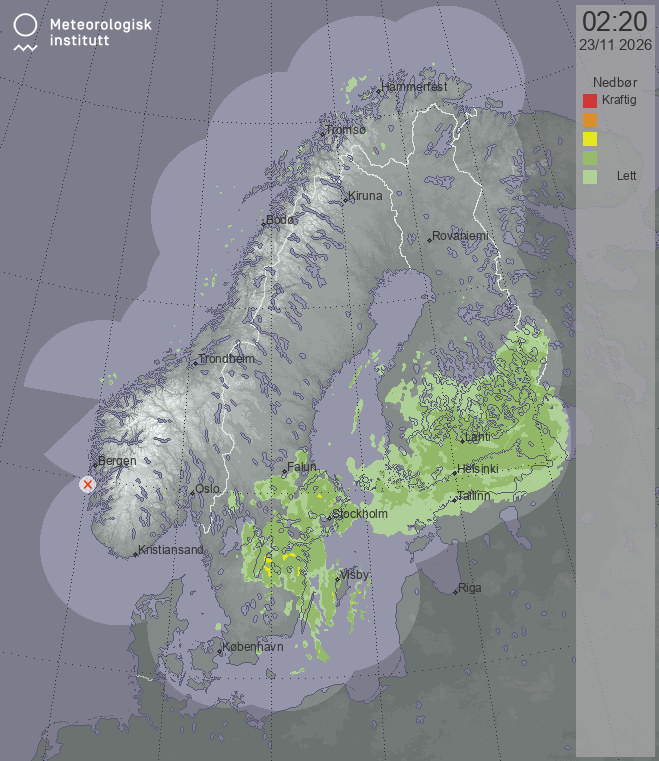 Meteorologisk
institutt
02:20
23/11 2026
Nedbør
Kraftig
Lett
Hammerfest
Tromsø
Kiruna
Bodø
Rovaniemi
Trondheim
Lahti
Bergen
Falun
Helsinki
Oslo
Tallinn
Stockholm
Kristiansand
Visby
Riga
København